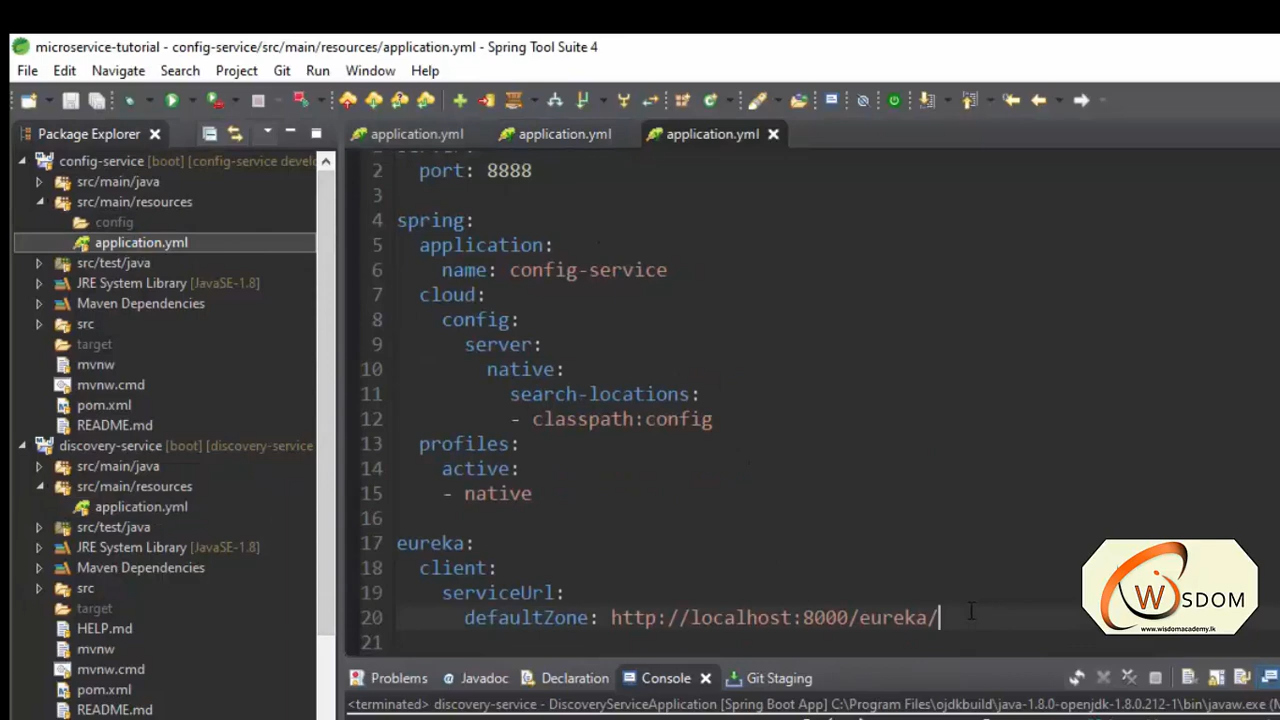 microservice-tutorial - config-service/src/main/resources/application.yml - Spring Tool Suite 4
File Edit Navigate Search Project Git Run Window Help
Package Explorer
application.yml application.yml application.yml
config-service [boot] [config-service devel
src/main/java
src/main/resources
config
application.yml
src/test/java
JRE System Library [JavaSE-1.8]
Maven Dependencies
src
target
mvnw
mvnw.cmd
pom.xml
README.md
discovery-service [boot] [discovery-service
src/main/java
src/main/resources
application.yml
src/test/java
JRE System Library [JavaSE-1.8]
Maven Dependencies
src
target
HELP.md
mvnw
mvnw.cmd
pom.xml
README.md
2 port: 8888
3
4 spring:
5 application:
6 name: config-service
7 cloud:
8 config:
9 server:
10 native:
11 search-locations:
12 - classpath:config
13 profiles:
14 active:
15 - native
16
17 eureka:
18 client:
19 serviceUrl:
20 defaultZone: http://localhost:8000/eureka/
21
WISDOM
www.wisdomacademy.lk
Problems Javadoc Declaration Console Git Staging
<terminated> discovery-service - DiscoveryServiceApplication [Spring Boot App] C:\Program Files\ojdkbuild\java-1.8.0-openjdk-1.8.0.212-1\bin\javaw.exe (